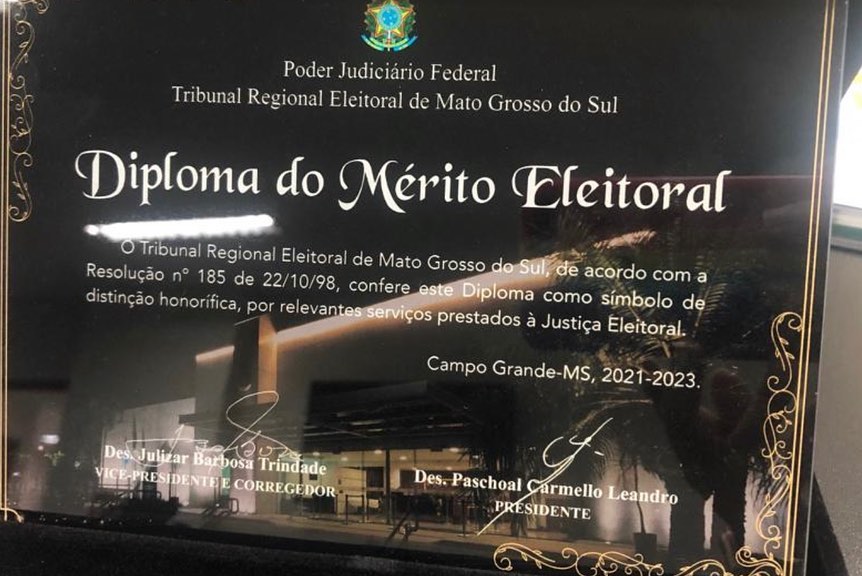 Poder Judiciário Federal
Tribunal Regional Eleitoral de Mato Grosso do Sul
Diploma do Mérito Eleitoral
O Tribunal Regional Eleitoral de Mato Grosso do Sul, de acordo com a
Resolução nº 185 de 22/10/98, confere este Diploma como símbolo de
distinção honorífica, por relevantes serviços prestados à Justiça Eleitoral.
Campo Grande-MS, 2021-2023.
Des. Julizar Barbosa Trindade
VICE-PRESIDENTE E CORREGEDOR
Des. Paschoal Carmello Leandro
PRESIDENTE